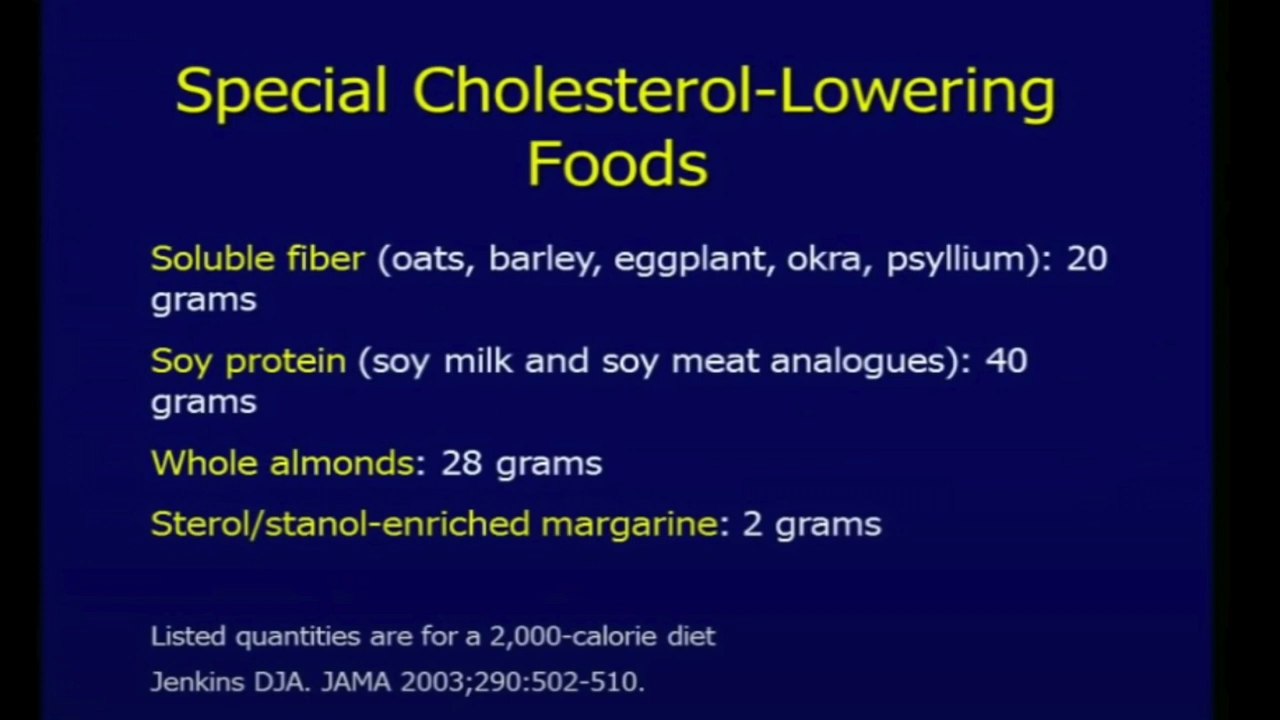 Special Cholesterol-Lowering
Foods
Soluble fiber (oats, barley, eggplant, okra, psyllium): 20
grams
Soy protein (soy milk and soy meat analogues): 40
grams
Whole almonds: 28 grams
Sterol/stanol-enriched margarine: 2 grams
Listed quantities are for a 2,000-calorie diet
Jenkins DJA. JAMA 2003;290:502-510.